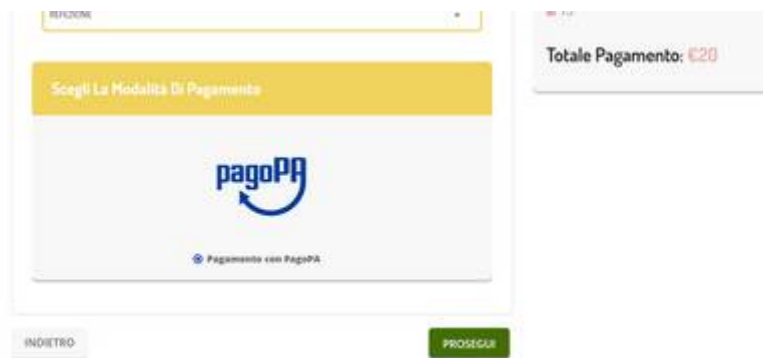 REFEZIONE
Totale Pagamento: €20
Scegli La Modalità Di Pagamento
pagoPA
Pagamento con PagoPA
INDIETRO
PROSEGUI